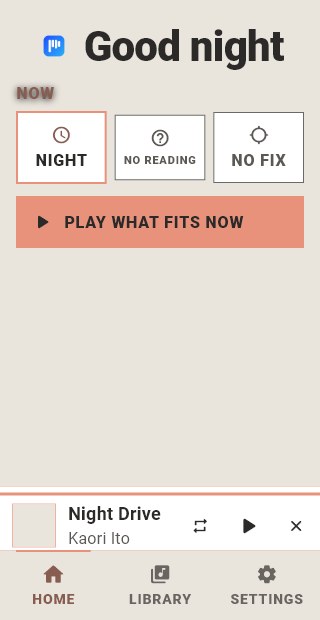 Good night
NOW
NIGHT
NO READING
NO FIX
PLAY WHAT FITS NOW
Night Drive
Kaori Ito
HOME
LIBRARY
SETTINGS